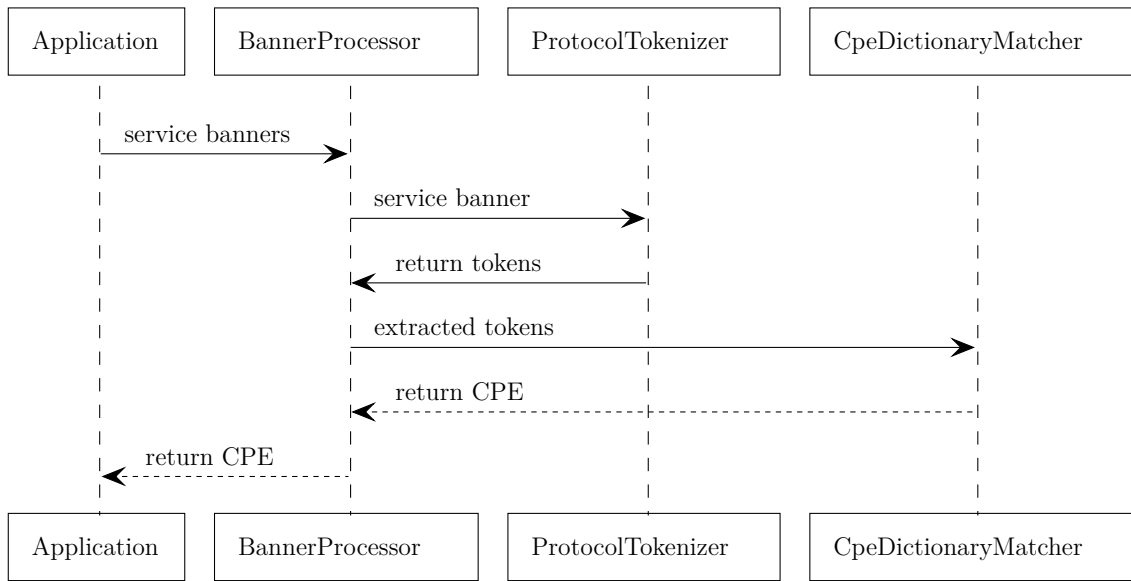 Application BannerProcessor ProtocolTokenizer CpeDictionaryMatcher
service banners
service banner
return tokens
extracted tokens
return CPE
return CPE
Application BannerProcessor ProtocolTokenizer CpeDictionaryMatcher